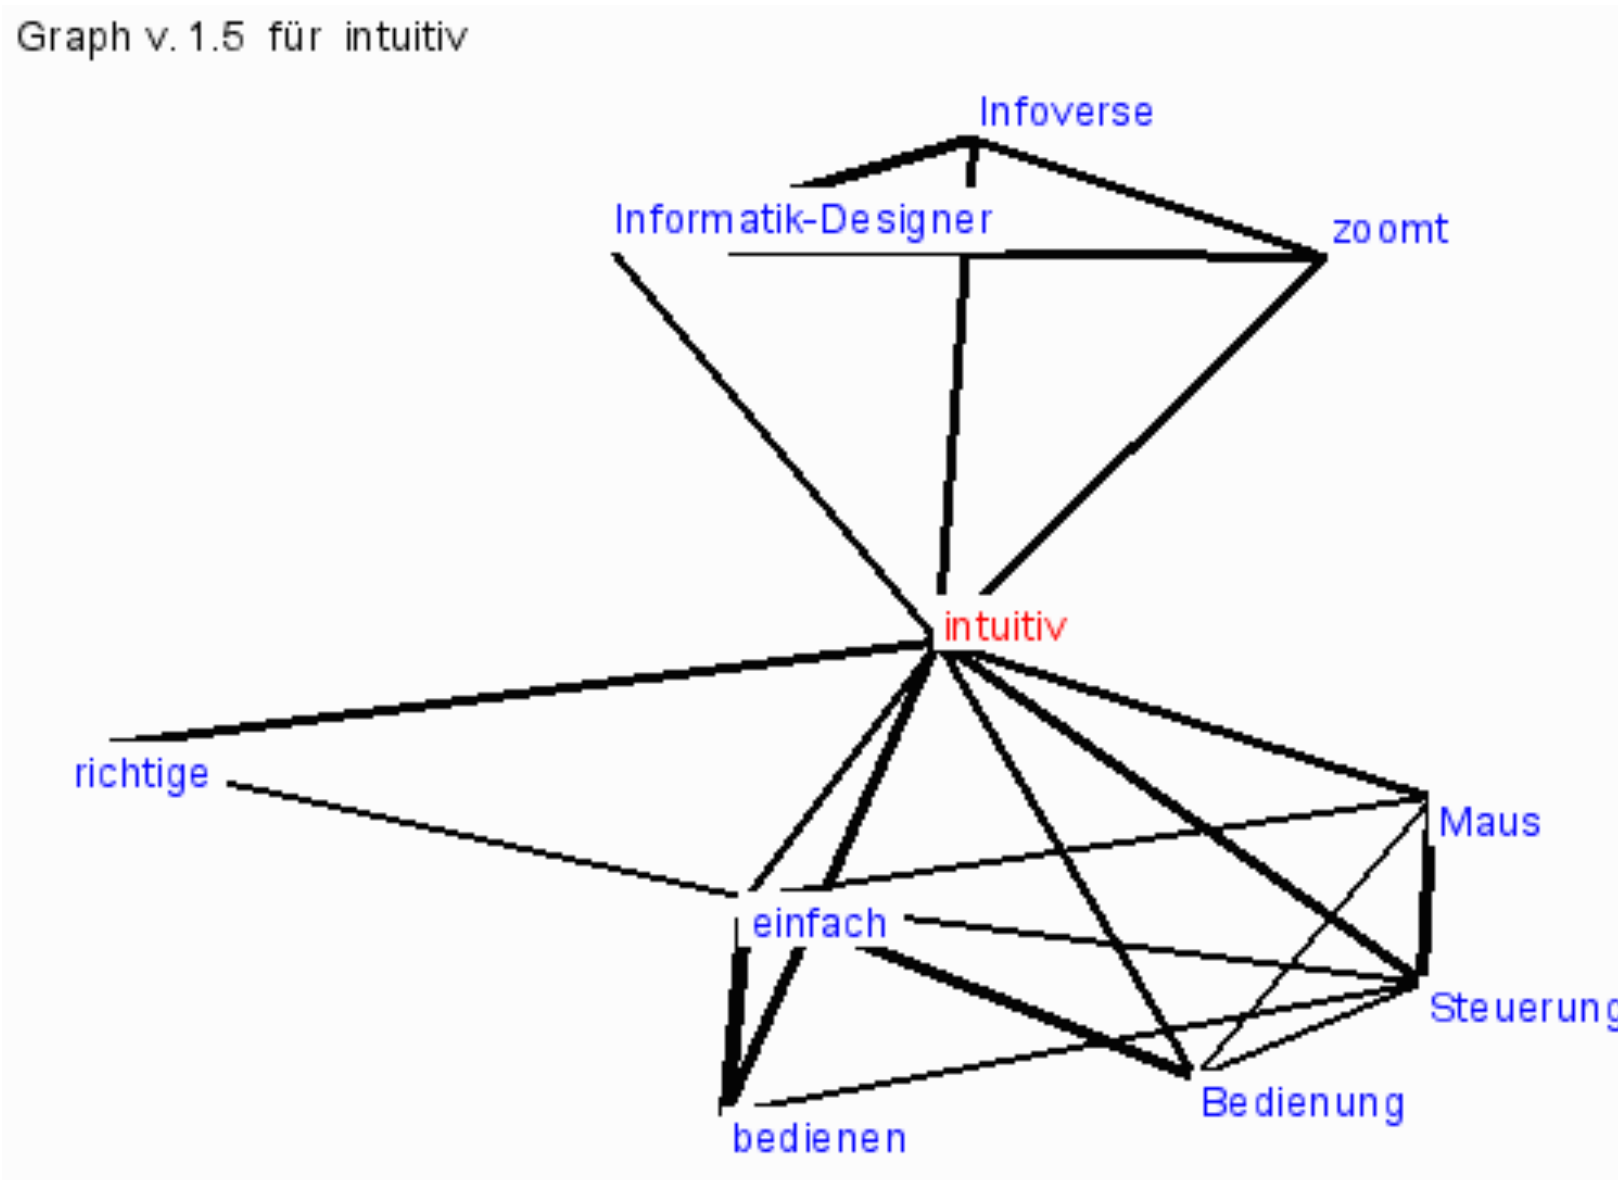 Graph v. 1.5 für intuitiv
Infoverse
Informatik-Designer
zoomt
intuitiv
richtige
Maus
einfach
Steuerung
Bedienung
bedienen